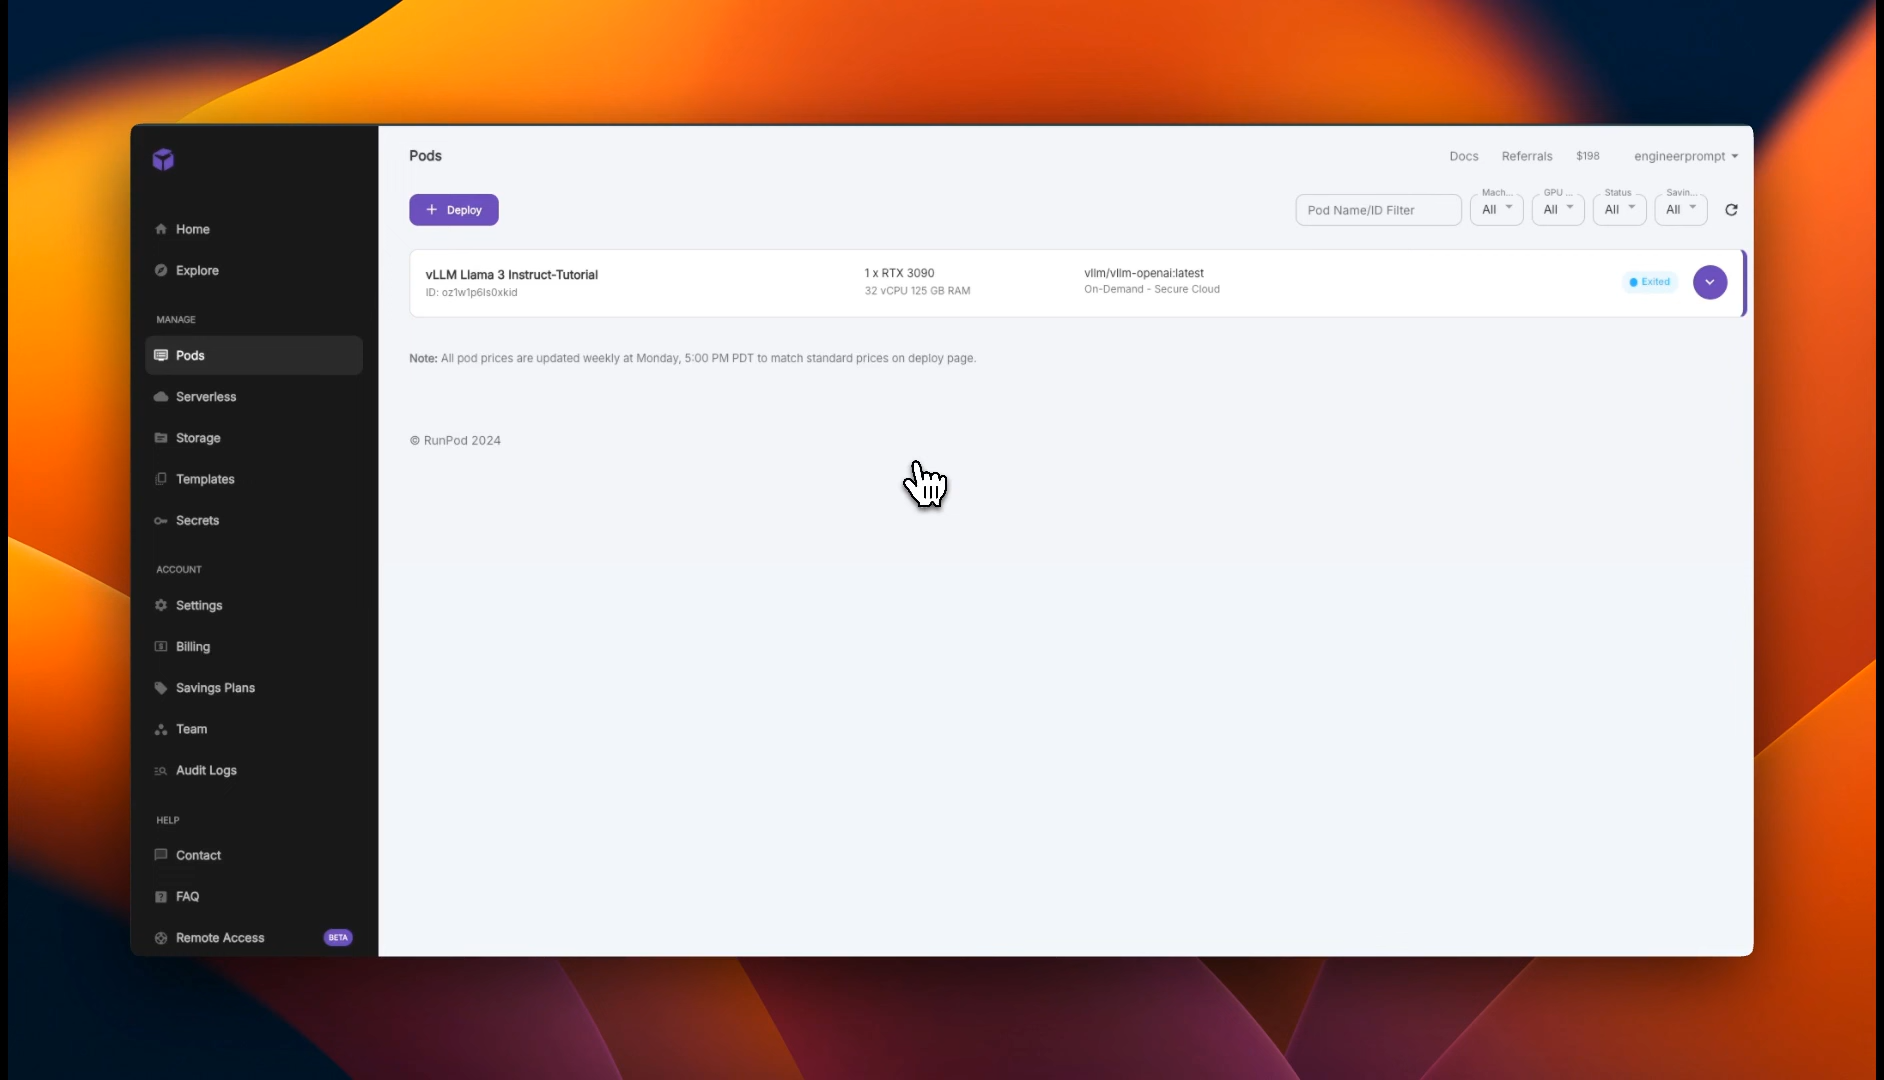 Pods
Docs
Referrals
$198
engineerprompt
+ Deploy
Pod Name/ID Filter
Mach...
All
GPU ...
All
Status
All
Savin...
All
vLLM Llama 3 Instruct-Tutorial
ID: oz1w1p6ls0xkid
1 x RTX 3090
32 vCPU 125 GB RAM
vllm/vllm-openai:latest
On-Demand - Secure Cloud
Exited
Note: All pod prices are updated weekly at Monday, 5:00 PM PDT to match standard prices on deploy page.
© RunPod 2024
Home
Explore
MANAGE
Pods
Serverless
Storage
Templates
Secrets
ACCOUNT
Settings
Billing
Savings Plans
Team
Audit Logs
HELP
Contact
FAQ
Remote Access
BETA